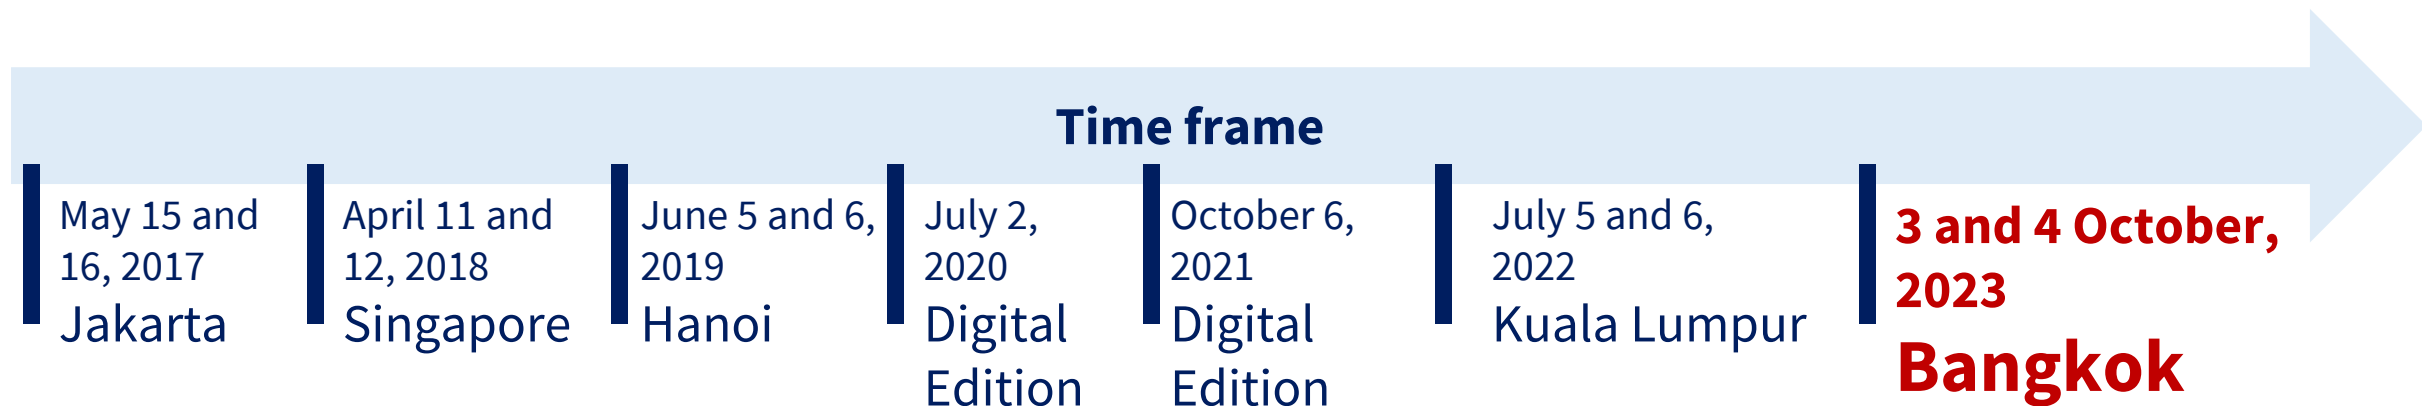 Time frame
May 15 and
16, 2017
Jakarta
April 11 and
12, 2018
Singapore
June 5 and 6,
2019
Hanoi
July 2,
2020
Digital
Edition
October 6,
2021
Digital
Edition
July 5 and 6,
2022
Kuala Lumpur
3 and 4 October,
2023
Bangkok